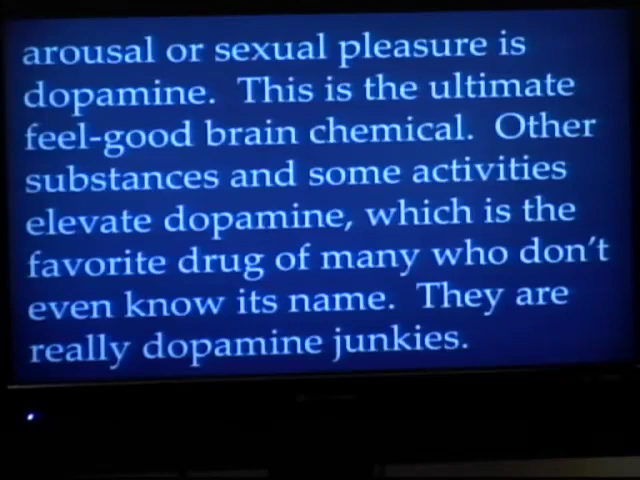 arousal or sexual pleasure is
dopamine. This is the ultimate
feel-good brain chemical. Other
substances and some activities
elevate dopamine, which is the
favorite drug of many who don't
even know its name. They are
really dopamine junkies.